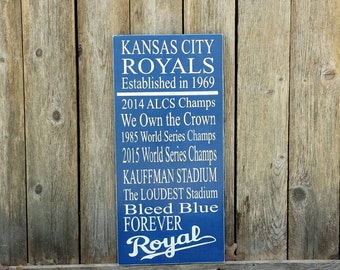 KANSAS CITY
ROYALS
Established in 1969
2014 ALCS Champs
We Own the Crown
1985 World Series Champs
2015 World Series Champs
KAUFFMAN STADIUM
The LOUDEST Stadium
Bleed Blue
FOREVER
Royal